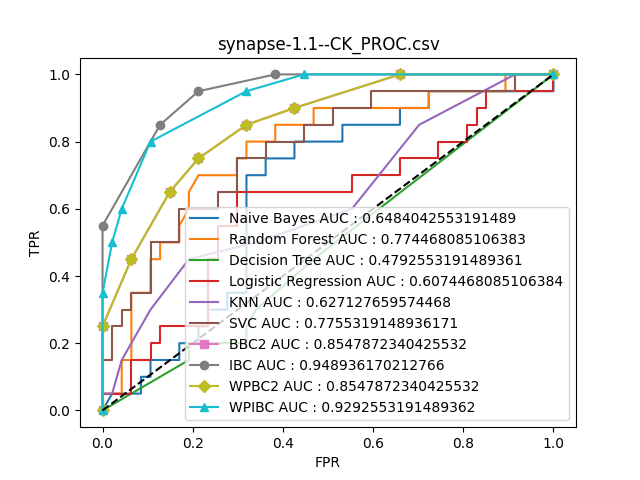 synapse-1.1--CK_PROC.csv
1.0
0.8
0.6
0.4
0.2
0.0
TPR
Naive Bayes AUC : 0.6484042553191489
Random Forest AUC : 0.774468085106383
Decision Tree AUC : 0.4792553191489361
Logistic Regression AUC : 0.6074468085106384
KNN AUC : 0.627127659574468
SVC AUC : 0.7755319148936171
BBC2 AUC : 0.8547872340425532
IBC AUC : 0.948936170212766
WPBC2 AUC : 0.8547872340425532
WPIBC AUC : 0.9292553191489362
0.0 0.2 0.4 0.6 0.8 1.0
FPR